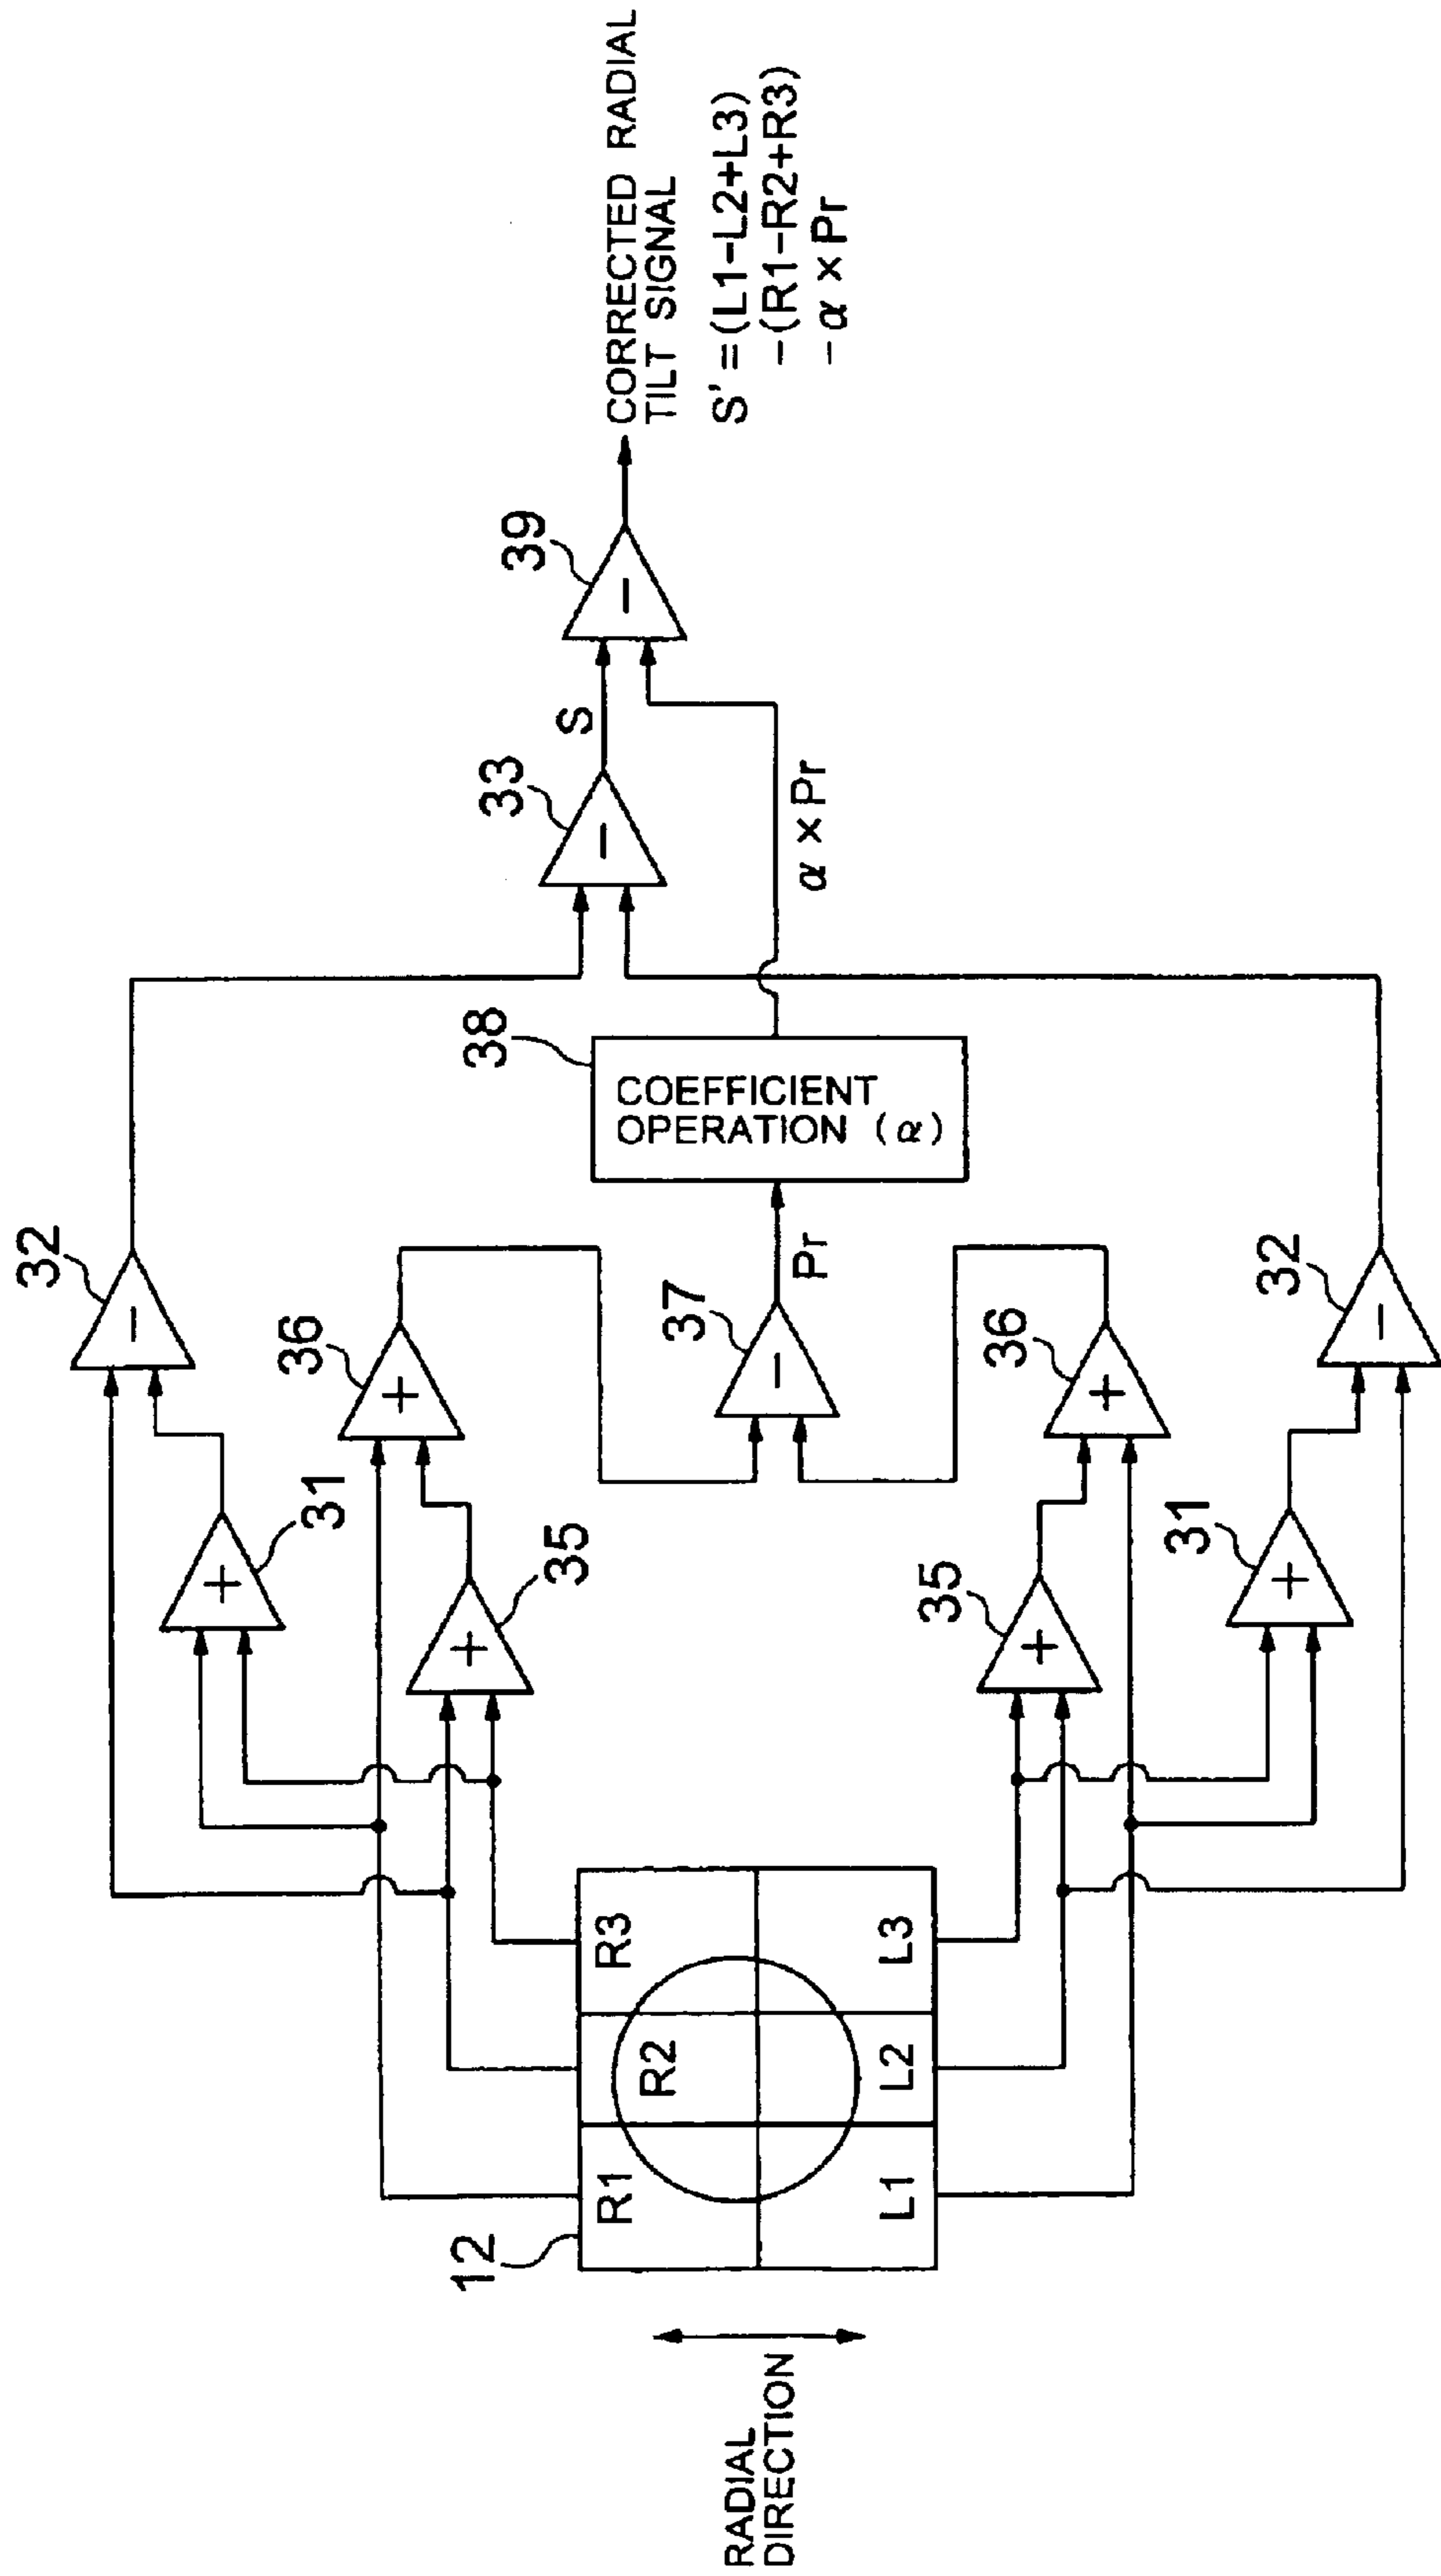 RADIAL
DIRECTION
12
R1
R2
R3
L1
L2
L3
35
35
31
31
36
36
32
32
+
+
+
+
+
+
−
−
37
−
Pr
38
COEFFICIENT
OPERATION (α)
α × Pr
33
−
S
39
−
CORRECTED RADIAL
TILT SIGNAL
S' =(L1−L2+L3)
−(R1−R2+R3)
−α × Pr